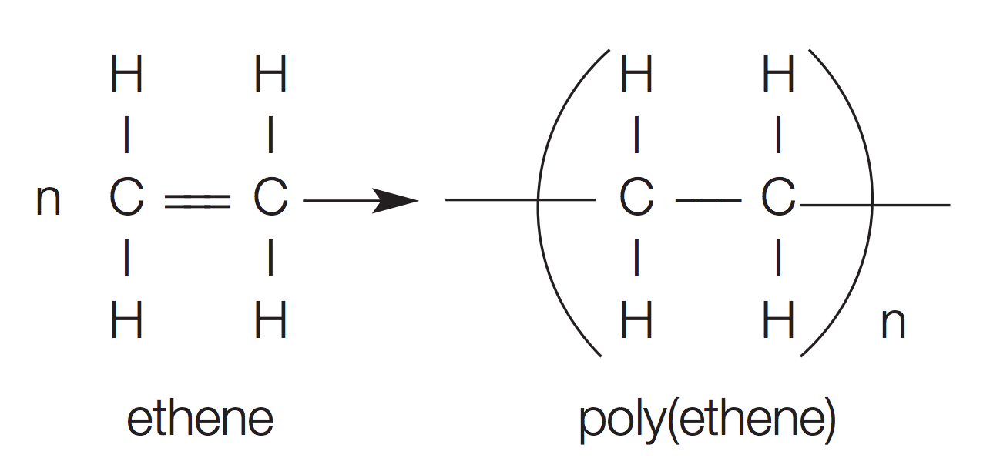 H H H H
n C C C C
H H H H n
ethene poly(ethene)